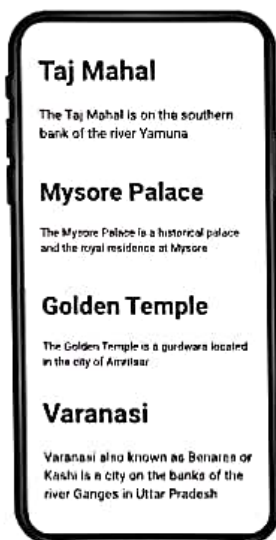 Taj Mahal
The Taj Mahal is on the southern
bank of the river Yamuna
Mysore Palace
The Mysore Palace is a historical palace
and the royal residence at Mysore
Golden Temple
The Golden Temple is a gurdwara located
in the city of Amritsar
Varanasi
Varanasi also known as Benares or
Kashi is a city on the banks of the
river Ganges in Uttar Pradesh